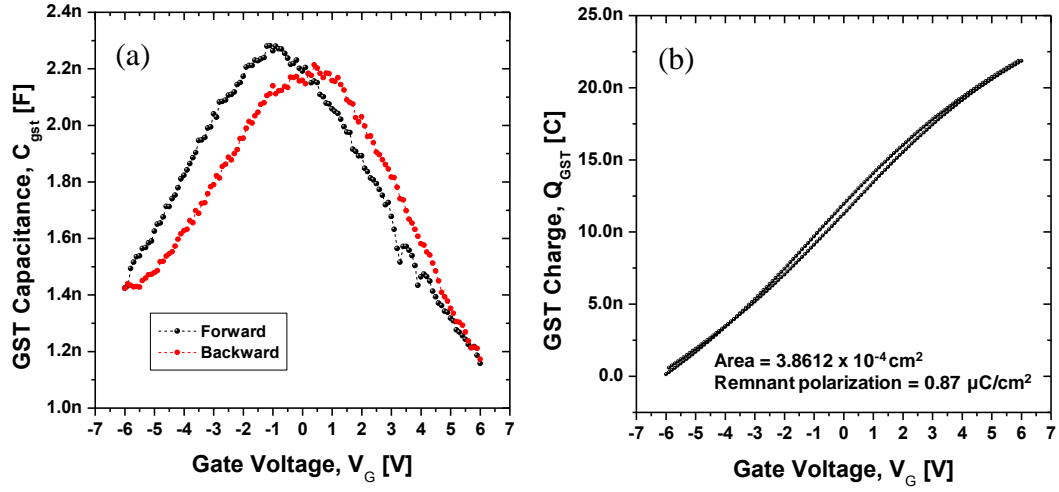 (a)
GST Capacitance, C_gst [F]
2.4n
2.2n
2.0n
1.8n
1.6n
1.4n
1.2n
1.0n
Forward
Backward
-7 -6 -5 -4 -3 -2 -1 0 1 2 3 4 5 6 7
Gate Voltage, V_G [V]
(b)
GST Charge, Q_GST [C]
25.0n
20.0n
15.0n
10.0n
5.0n
0.0
Area = 3.8612 x 10⁻⁴ cm²
Remnant polarization = 0.87 μC/cm²
-7 -6 -5 -4 -3 -2 -1 0 1 2 3 4 5 6 7
Gate Voltage, V_G [V]